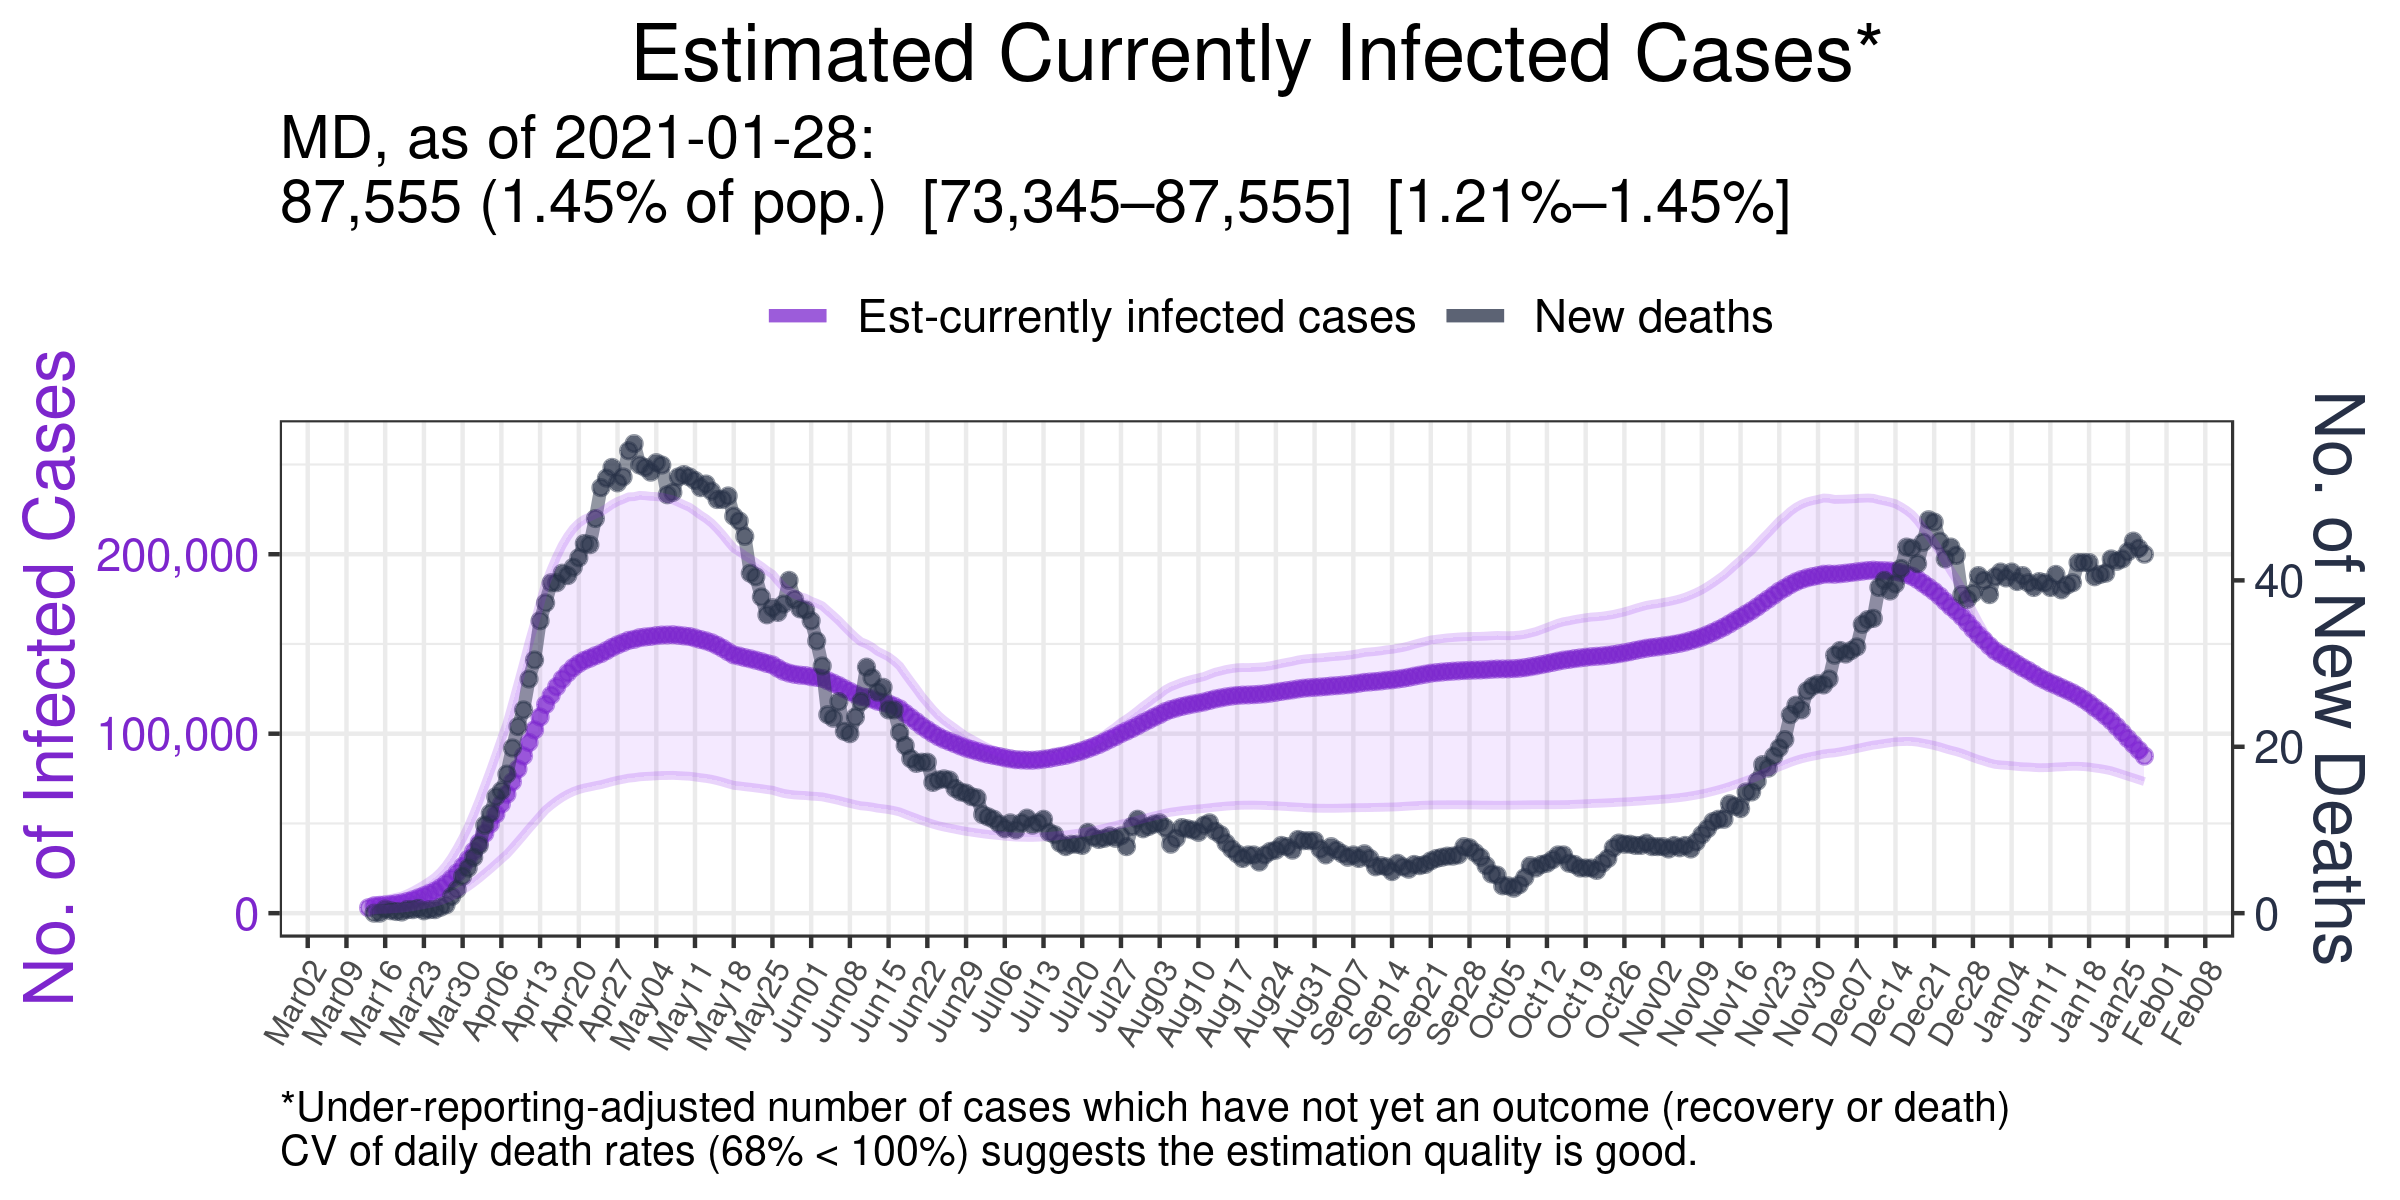 Estimated Currently Infected Cases*
MD, as of 2021-01-28:
87,555 (1.45% of pop.)  [73,345–87,555]  [1.21%–1.45%]
Est-currently infected cases
New deaths
No. of Infected Cases
200,000
100,000
0
No. of New Deaths
40
20
0
Mar02
Mar09
Mar16
Mar23
Mar30
Apr06
Apr13
Apr20
Apr27
May04
May11
May18
May25
Jun01
Jun08
Jun15
Jun22
Jun29
Jul06
Jul13
Jul20
Jul27
Aug03
Aug10
Aug17
Aug24
Aug31
Sep07
Sep14
Sep21
Sep28
Oct05
Oct12
Oct19
Oct26
Nov02
Nov09
Nov16
Nov23
Nov30
Dec07
Dec14
Dec21
Dec28
Jan04
Jan11
Jan18
Jan25
Feb01
Feb08
*Under-reporting-adjusted number of cases which have not yet an outcome (recovery or death)
CV of daily death rates (68% < 100%) suggests the estimation quality is good.